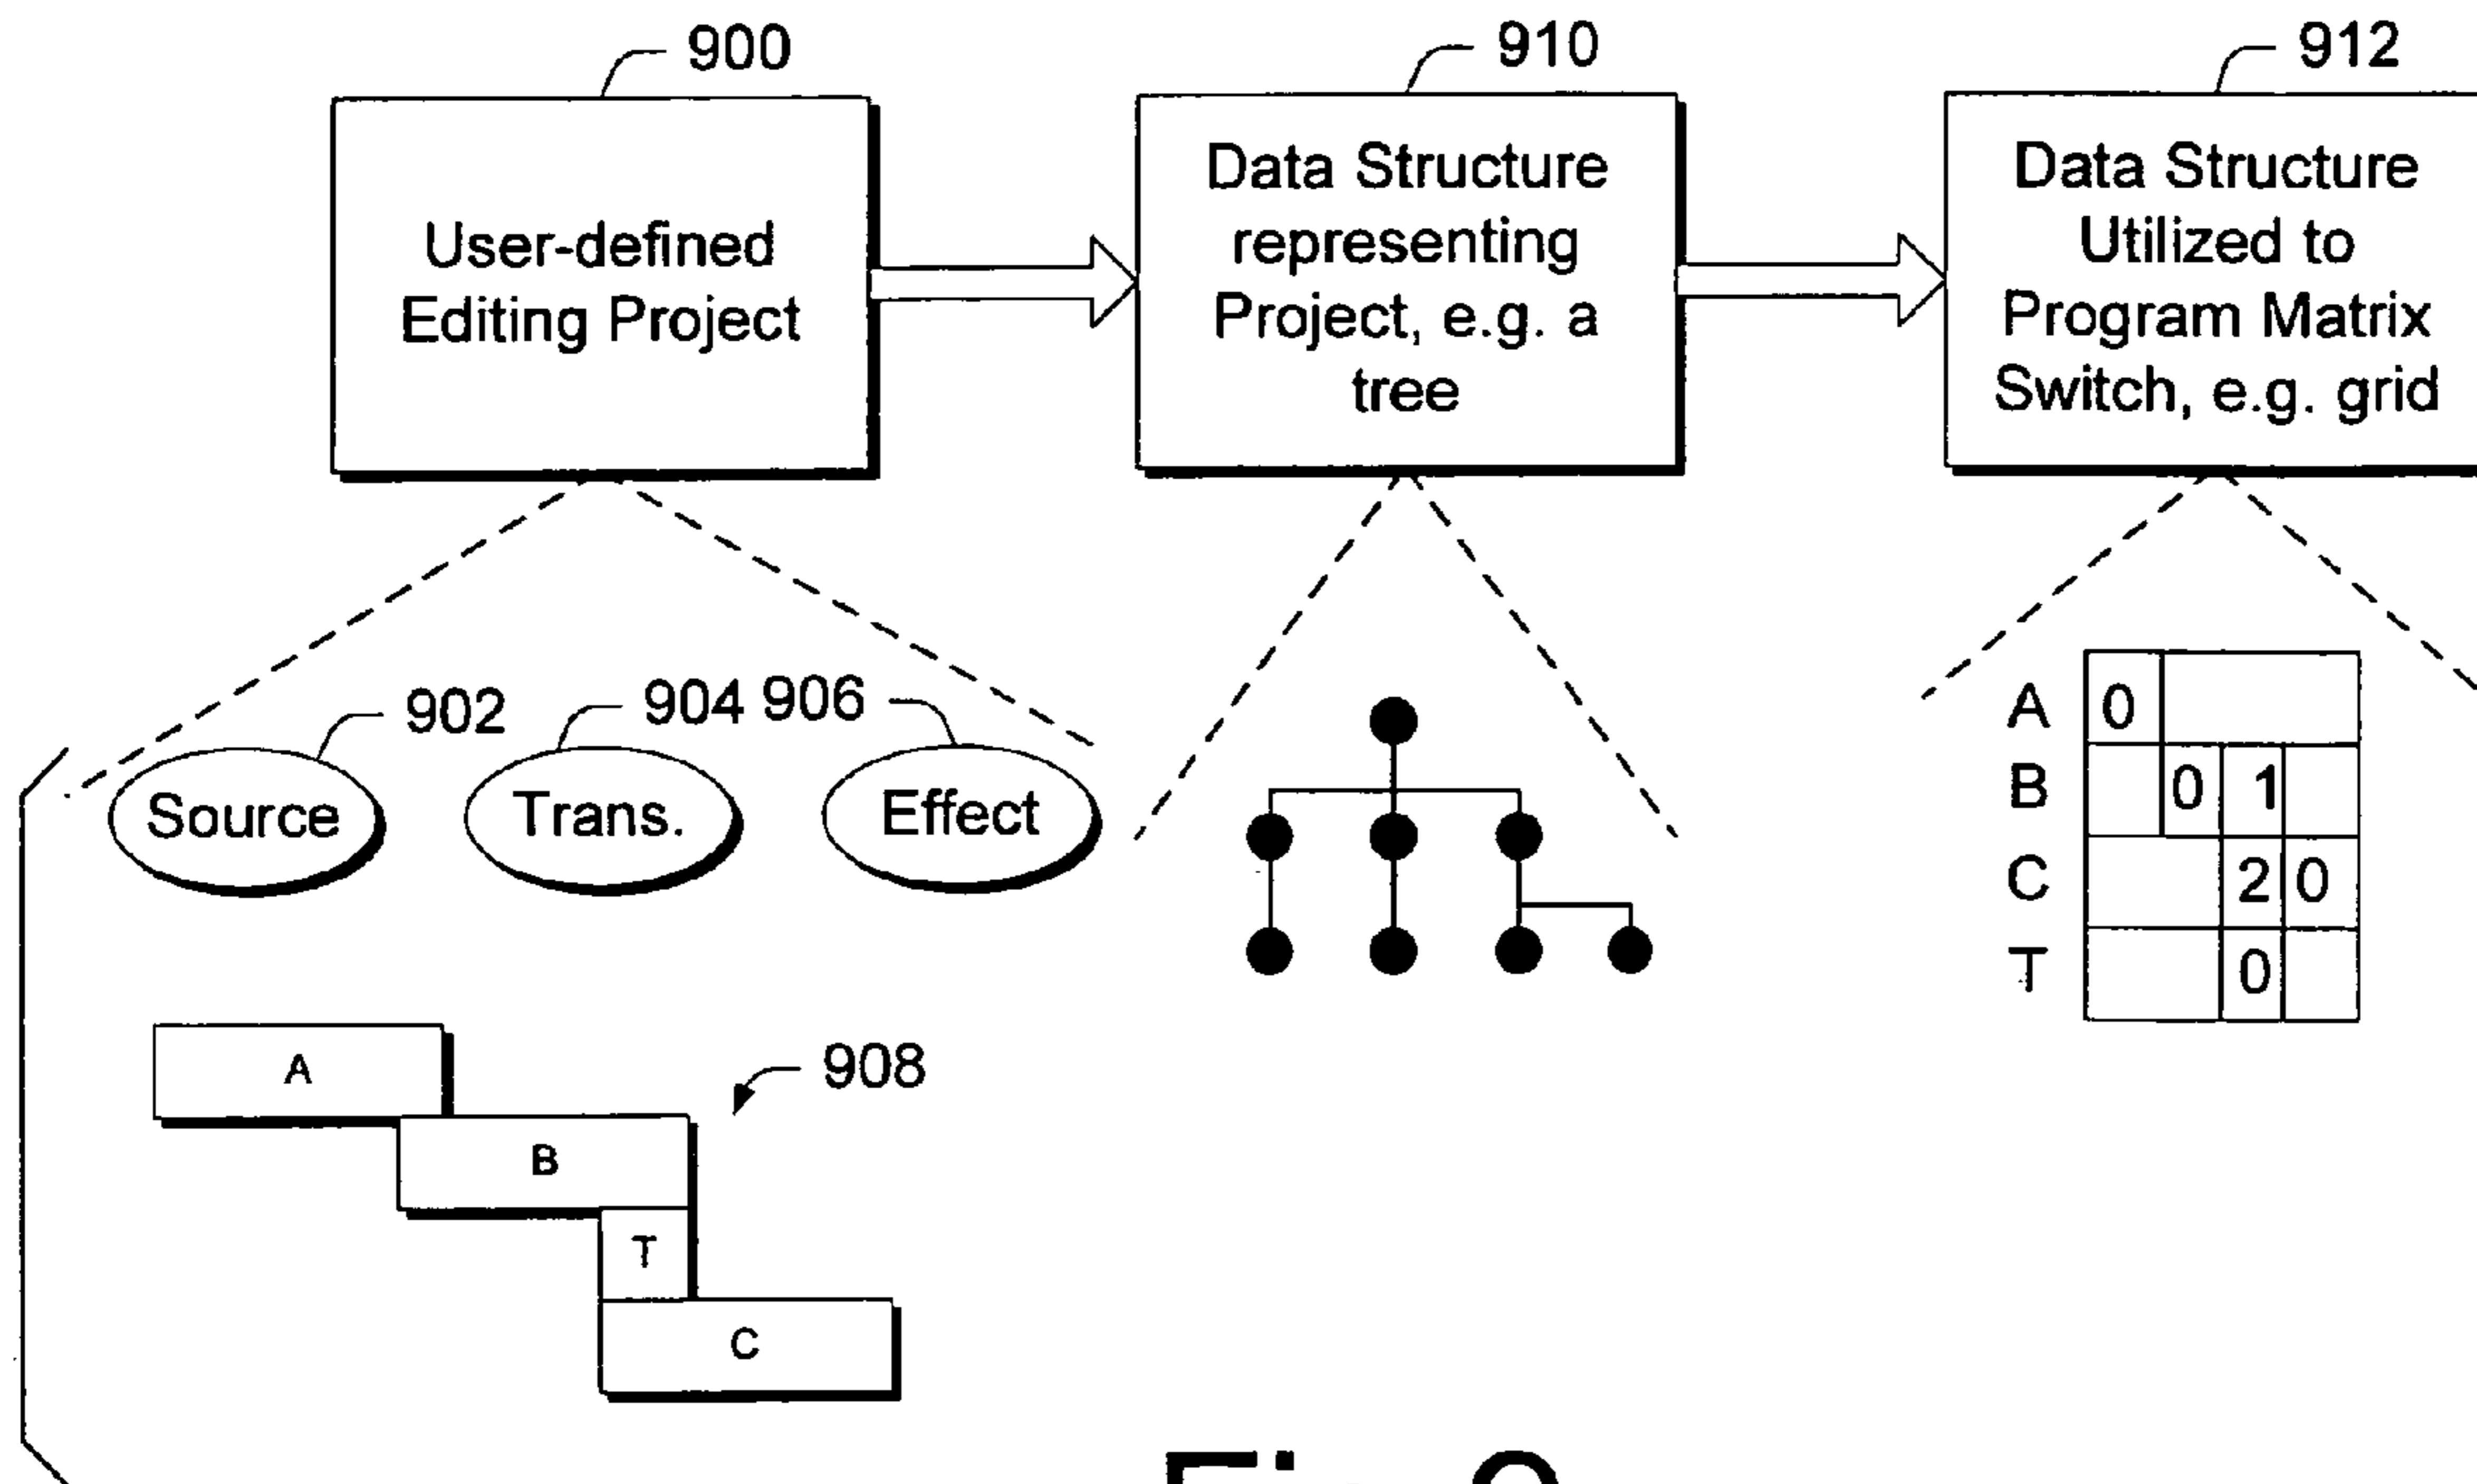 900
910
912
User-defined
Editing Project
Data Structure
representing
Project, e.g. a
tree
Data Structure
Utilized to
Program Matrix
Switch, e.g. grid
902
904 906
Source
Trans.
Effect
A 0
B 0 1
C 2 0
T 0
908
A
B
T
C